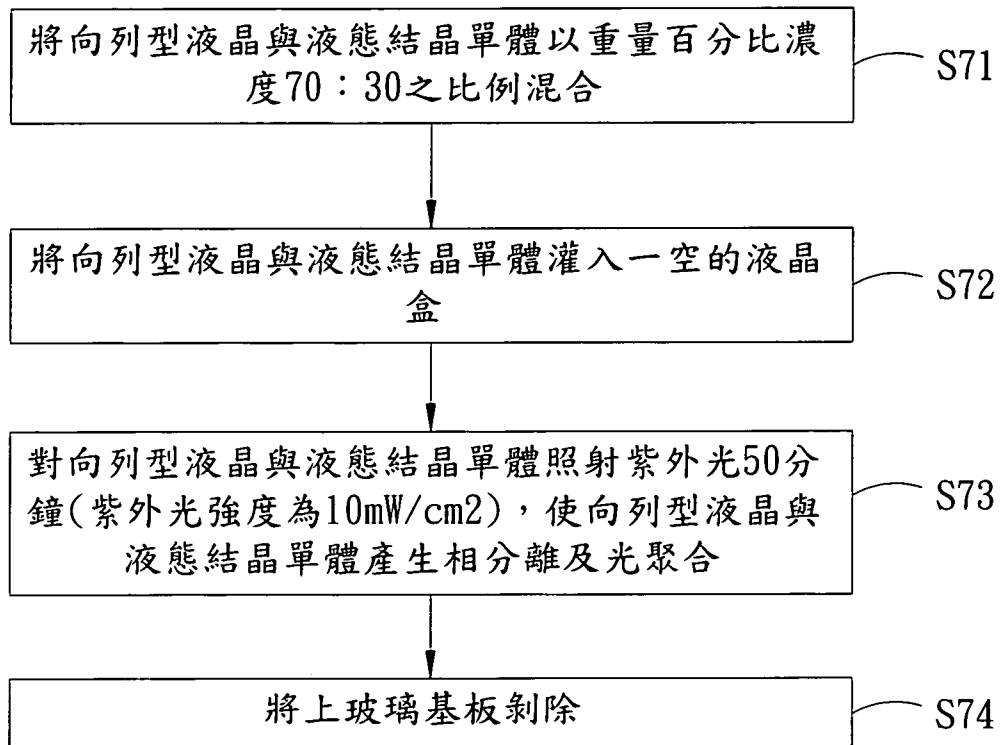 將向列型液晶與液態結晶單體以重量百分比濃
度70：30之比例混合
S71
將向列型液晶與液態結晶單體灌入一空的液晶
盒
S72
對向列型液晶與液態結晶單體照射紫外光50分
鐘(紫外光強度為10mW/cm2)，使向列型液晶與
液態結晶單體產生相分離及光聚合
S73
將上玻璃基板剝除
S74